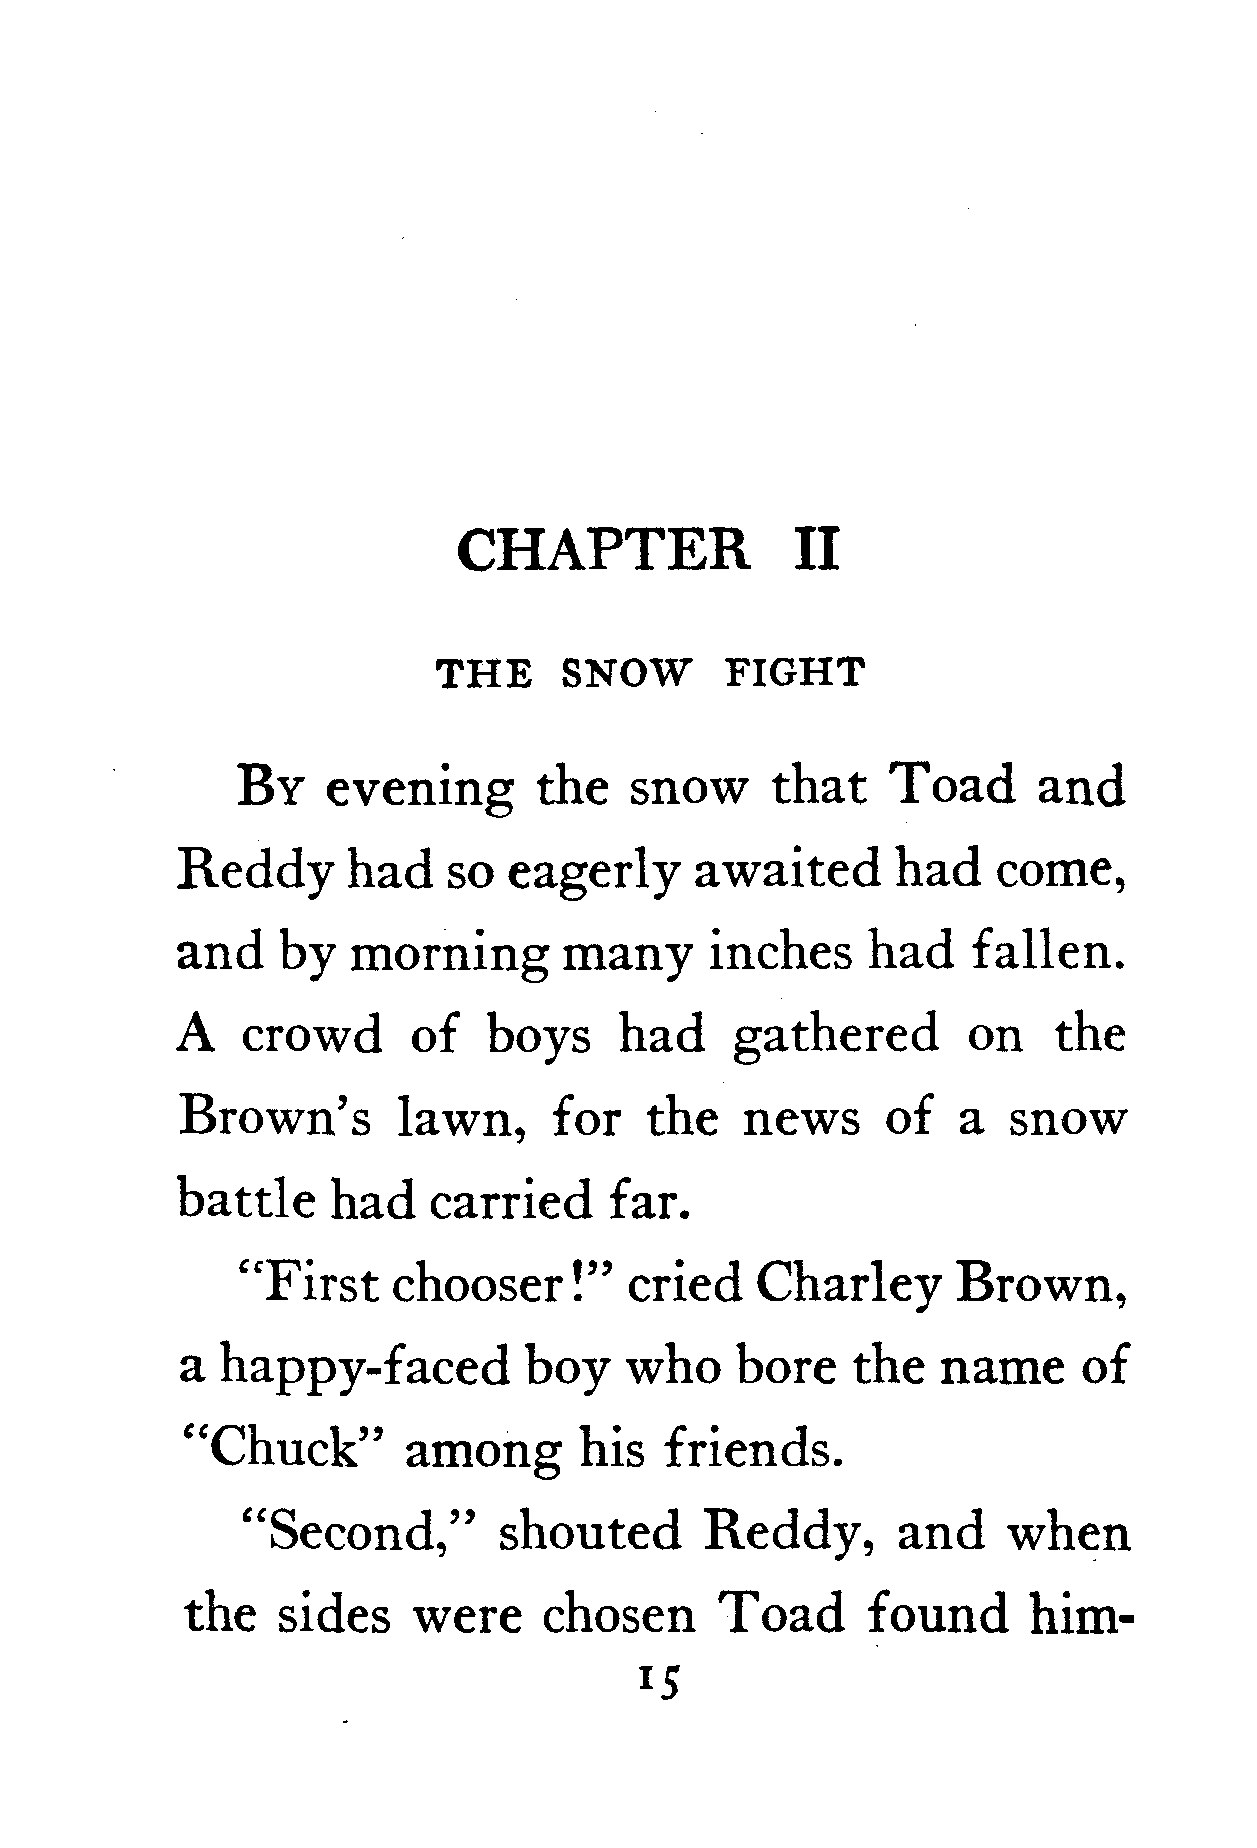 CHAPTER II
THE SNOW FIGHT
By evening the snow that Toad and
Reddy had so eagerly awaited had come,
and by morning many inches had fallen.
A crowd of boys had gathered on the
Brown's lawn, for the news of a snow
battle had carried far.
“First chooser!” cried Charley Brown,
a happy-faced boy who bore the name of
“Chuck” among his friends.
“Second,” shouted Reddy, and when
the sides were chosen Toad found him-
15